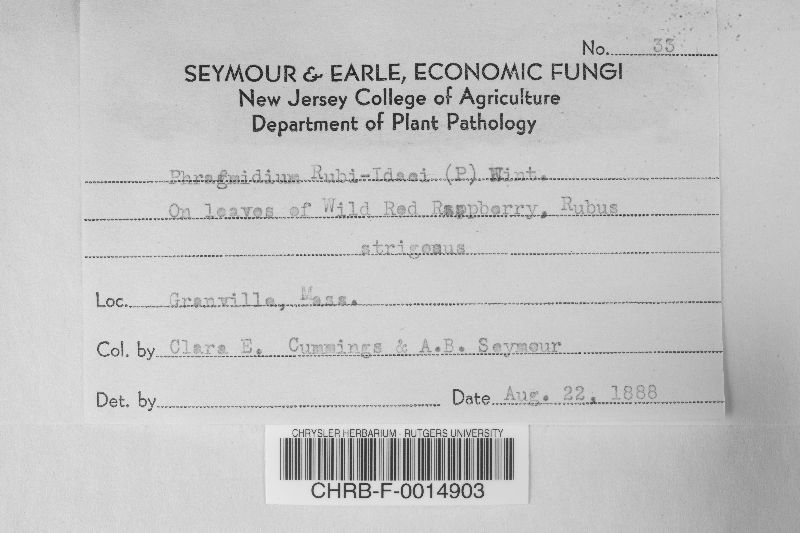 No. 33
SEYMOUR & EARLE, ECONOMIC FUNGI
New Jersey College of Agriculture
Department of Plant Pathology
Phragmidium Rubi-Idaei (P) Wint.
On leaves of Wild Red Raspberry, Rubus
strigosus
Loc. Granville, Mass.
Col. by Clara E. Cummings & A.B. Seymour
Det. by
Date Aug. 22, 1888
CHRYSLER HERBARIUM - RUTGERS UNIVERSITY
CHRB-F-0014903